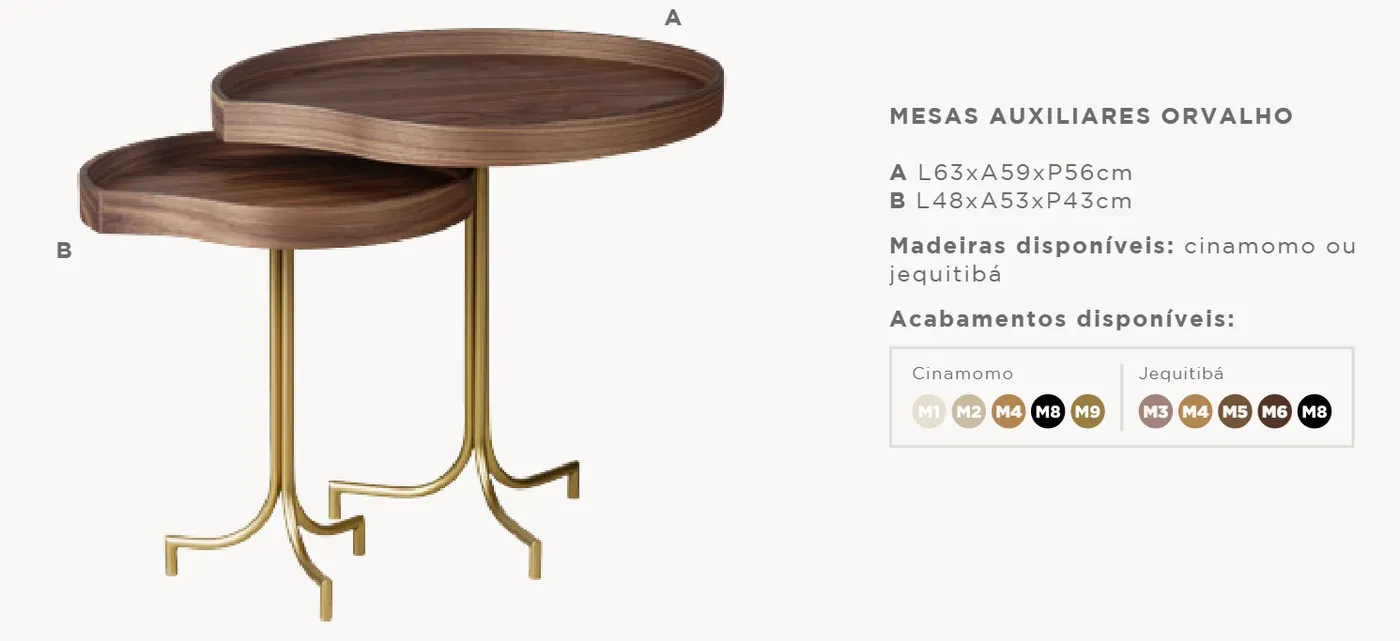 A
B
MESAS AUXILIARES ORVALHO
A L63xA59xP56cm
B L48xA53xP43cm
Madeiras disponíveis: cinamomo ou
jequitibá
Acabamentos disponíveis:
Cinamomo
M1 M2 M4 M8 M9
Jequitibá
M3 M4 M5 M6 M8